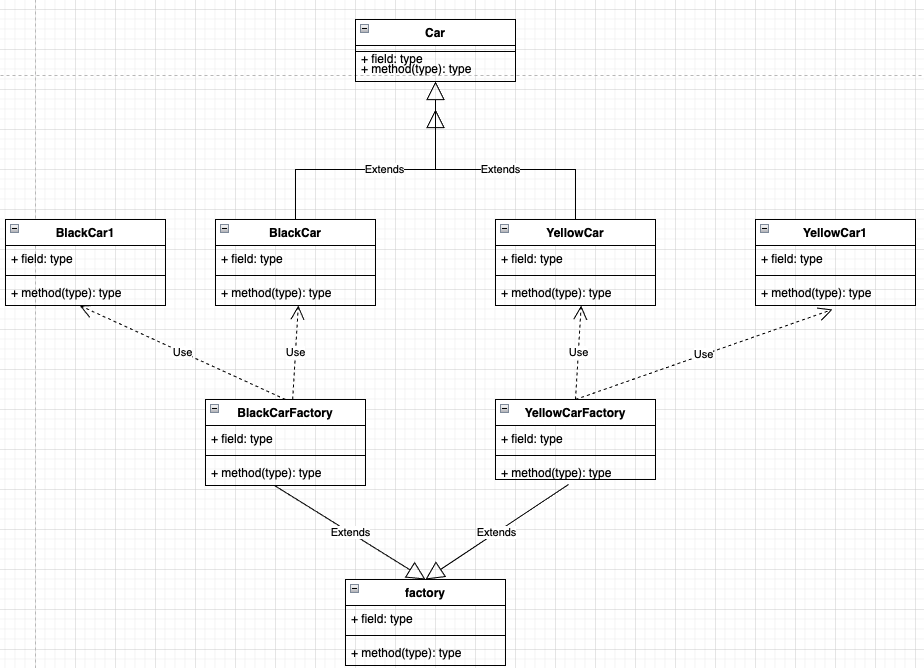 Car
+ field: type
+ method(type): type
Extends
Extends
BlackCar1
+ field: type
+ method(type): type
BlackCar
+ field: type
+ method(type): type
YellowCar
+ field: type
+ method(type): type
YellowCar1
+ field: type
+ method(type): type
Use
Use
Use
Use
BlackCarFactory
+ field: type
+ method(type): type
YellowCarFactory
+ field: type
+ method(type): type
Extends
Extends
factory
+ field: type
+ method(type): type